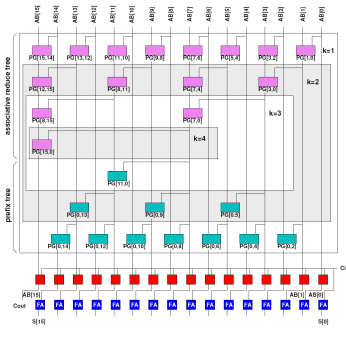 AB[15] AB[14] AB[13] AB[12] AB[11] AB[10] AB[9] AB[8] AB[7] AB[6] AB[5] AB[4] AB[3] AB[2] AB[1] AB[0]
k=1
PG[15,14] PG[13,12] PG[11,10] PG[9,8] PG[7,6] PG[5,4] PG[3,2] PG[1,0]
k=2
PG[12,15] PG[8,11] PG[7,4] PG[3,0]
k=3
PG[8,15] PG[7,0]
k=4
PG[15,0]
associative reduce tree
PG[11,0]
prefix tree
PG[0,13] PG[0,9] PG[0,5]
PG[0,14] PG[0,12] PG[0,10] PG[0,8] PG[0,6] PG[0,4] PG[0,2]
Ci
AB[15] AB[1] AB[0]
Cout FA FA FA FA FA FA FA FA FA FA FA FA FA FA FA FA
S[15] S[0]